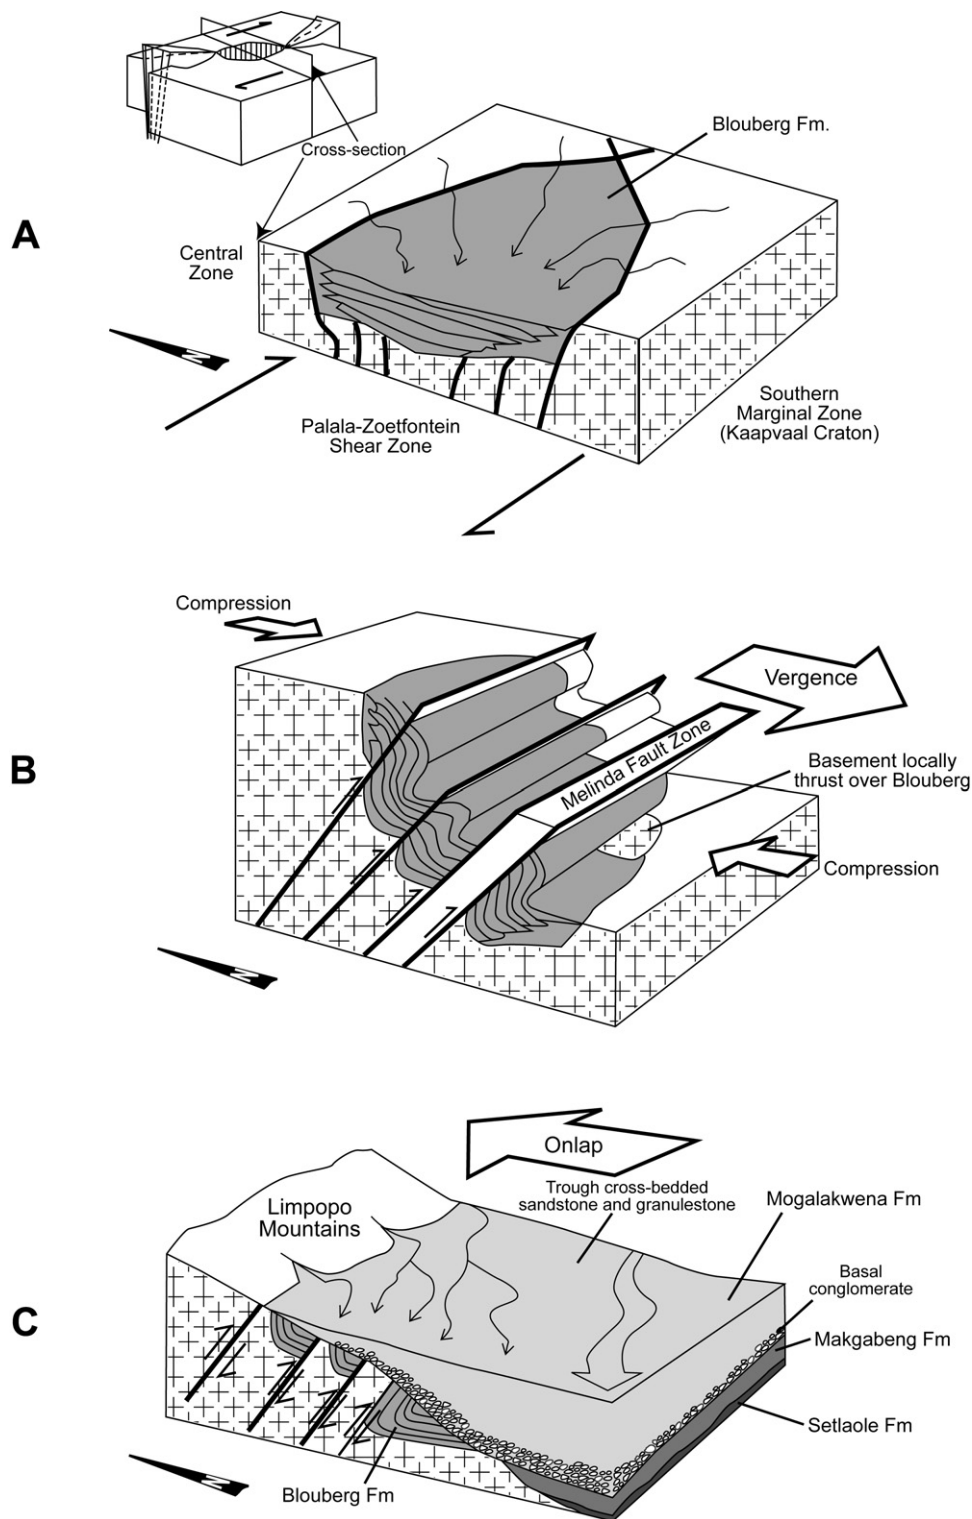 Cross-section
Blouberg Fm.
A
Central
Zone
N
Palala-Zoetfontein
Shear Zone
Southern
Marginal Zone
(Kaapvaal Craton)
Compression
Vergence
B
Melinda Fault Zone
Basement locally
thrust over Blouberg
Compression
N
Onlap
Trough cross-bedded
sandstone and granulestone
Mogalakwena Fm
Limpopo
Mountains
Basal
conglomerate
C
Makgabeng Fm
Setlaole Fm
Blouberg Fm
N